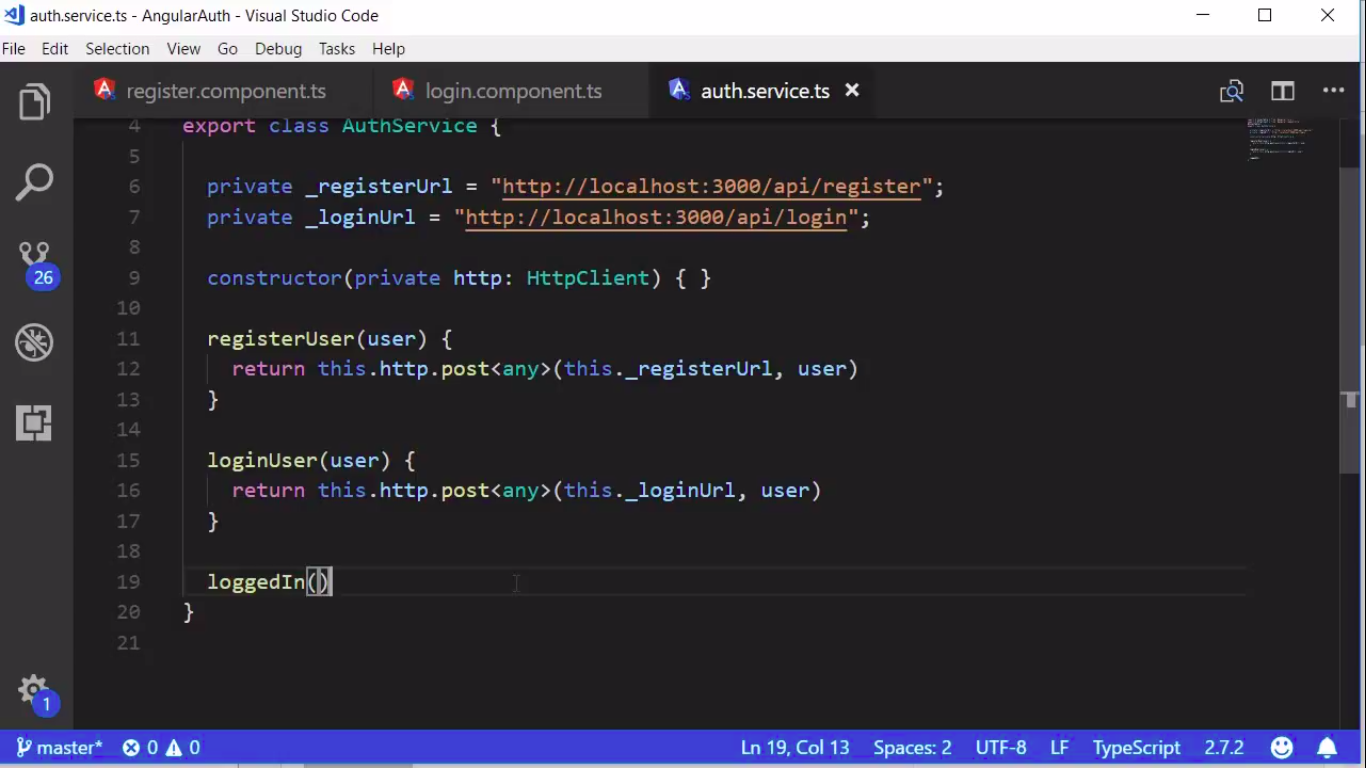 auth.service.ts - AngularAuth - Visual Studio Code
File Edit Selection View Go Debug Tasks Help
register.component.ts login.component.ts auth.service.ts
4 export class AuthService {
5
6 private _registerUrl = "http://localhost:3000/api/register";
7 private _loginUrl = "http://localhost:3000/api/login";
8
9 constructor(private http: HttpClient) { }
10
11 registerUser(user) {
12 return this.http.post<any>(this._registerUrl, user)
13 }
14
15 loginUser(user) {
16 return this.http.post<any>(this._loginUrl, user)
17 }
18
19 loggedIn()
20 }
21
26
1
master* 0 0 Ln 19, Col 13 Spaces: 2 UTF-8 LF TypeScript 2.7.2